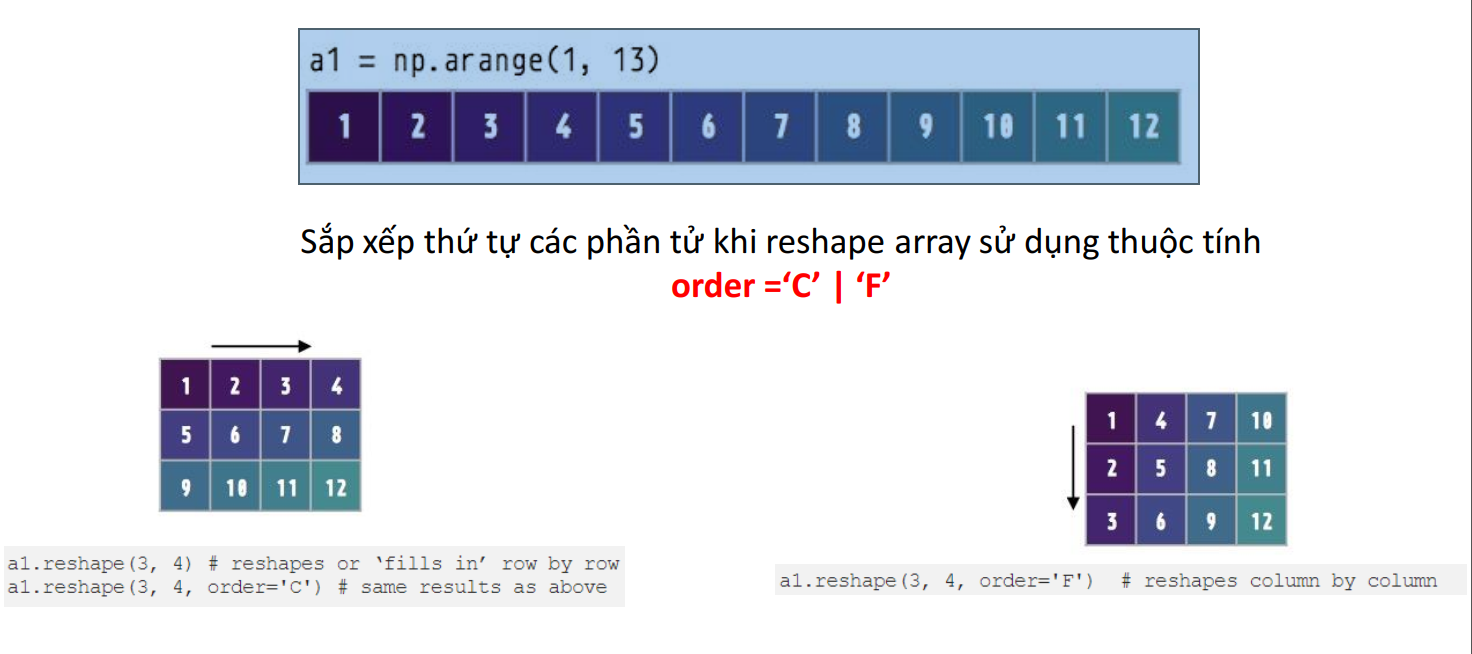 a1 = np.arange(1, 13)
1 2 3 4 5 6 7 8 9 10 11 12
Sắp xếp thứ tự các phần tử khi reshape array sử dụng thuộc tính
order =‘C’ | ‘F’
1 2 3 4
5 6 7 8
9 10 11 12
a1.reshape(3, 4) # reshapes or ‘fills in’ row by row
a1.reshape(3, 4, order='C') # same results as above
1 4 7 10
2 5 8 11
3 6 9 12
a1.reshape(3, 4, order='F') # reshapes column by column